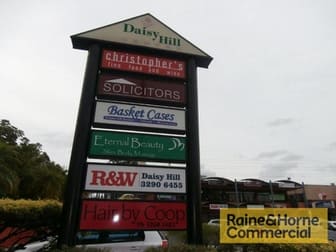 Daisy Hill
christopher's
fine food and wine
SOLICITORS
Basket Cases
Eternal Beauty
R&W
Daisy Hill
3290 6455
Hair by Coop
Raine&Horne
Commercial